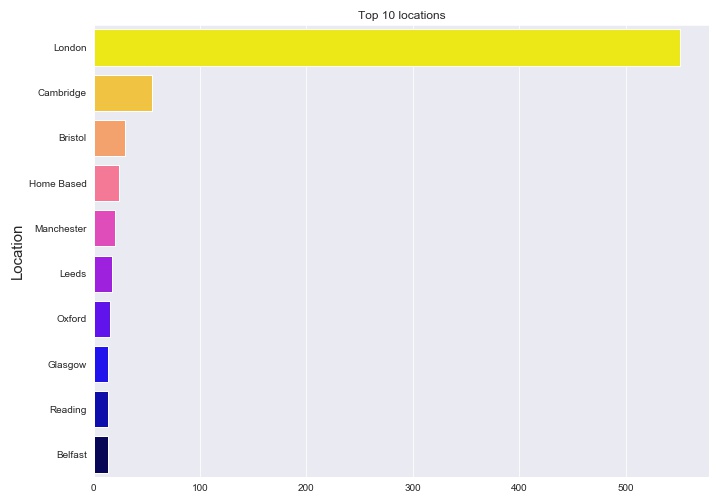 Top 10 locations
London
Cambridge
Bristol
Home Based
Manchester
Leeds
Oxford
Glasgow
Reading
Belfast
Location
0 100 200 300 400 500